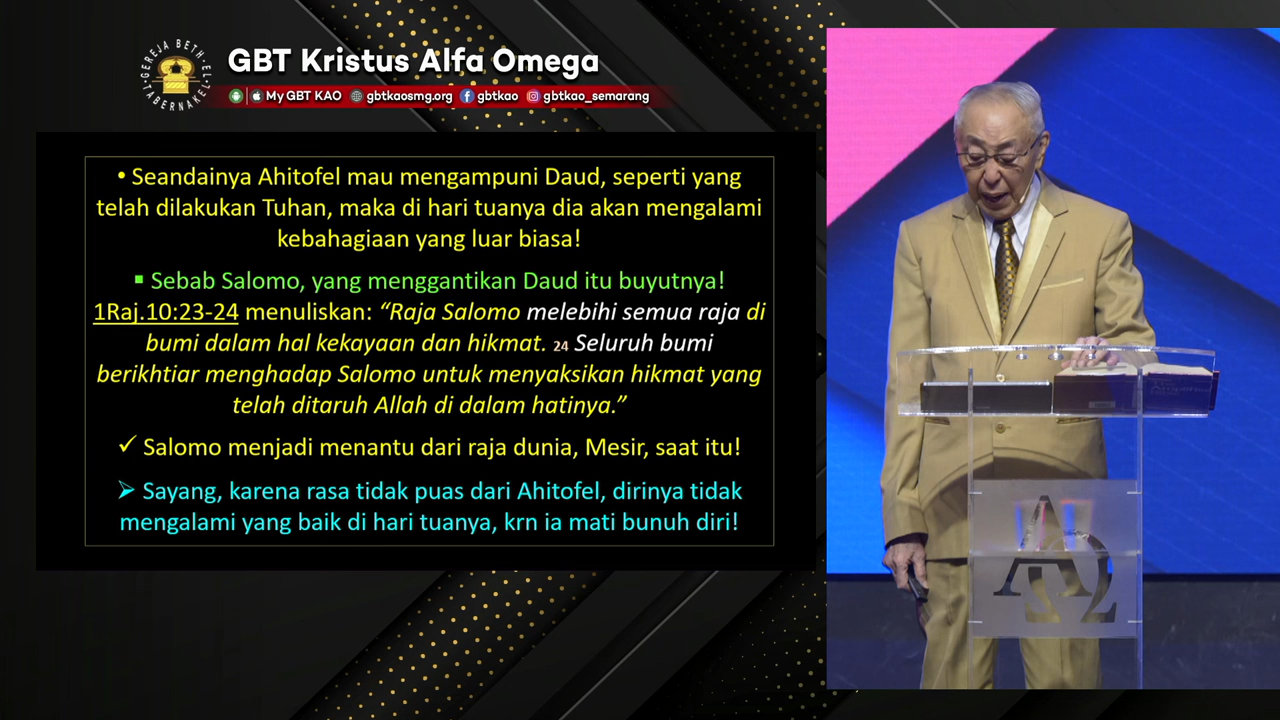 GEREJA BETH-EL
TABERNAKEL
GBT Kristus Alfa Omega
My GBT KAO gbtkaosmg.org gbtkao gbtkao_semarang
• Seandainya Ahitofel mau mengampuni Daud, seperti yang
telah dilakukan Tuhan, maka di hari tuanya dia akan mengalami
kebahagiaan yang luar biasa!
▪ Sebab Salomo, yang menggantikan Daud itu buyutnya!
1Raj.10:23-24 menuliskan: “Raja Salomo melebihi semua raja di
bumi dalam hal kekayaan dan hikmat. 24 Seluruh bumi
berikhtiar menghadap Salomo untuk menyaksikan hikmat yang
telah ditaruh Allah di dalam hatinya.”
✓ Salomo menjadi menantu dari raja dunia, Mesir, saat itu!
➢ Sayang, karena rasa tidak puas dari Ahitofel, dirinya tidak
mengalami yang baik di hari tuanya, krn ia mati bunuh diri!
ΑΩ